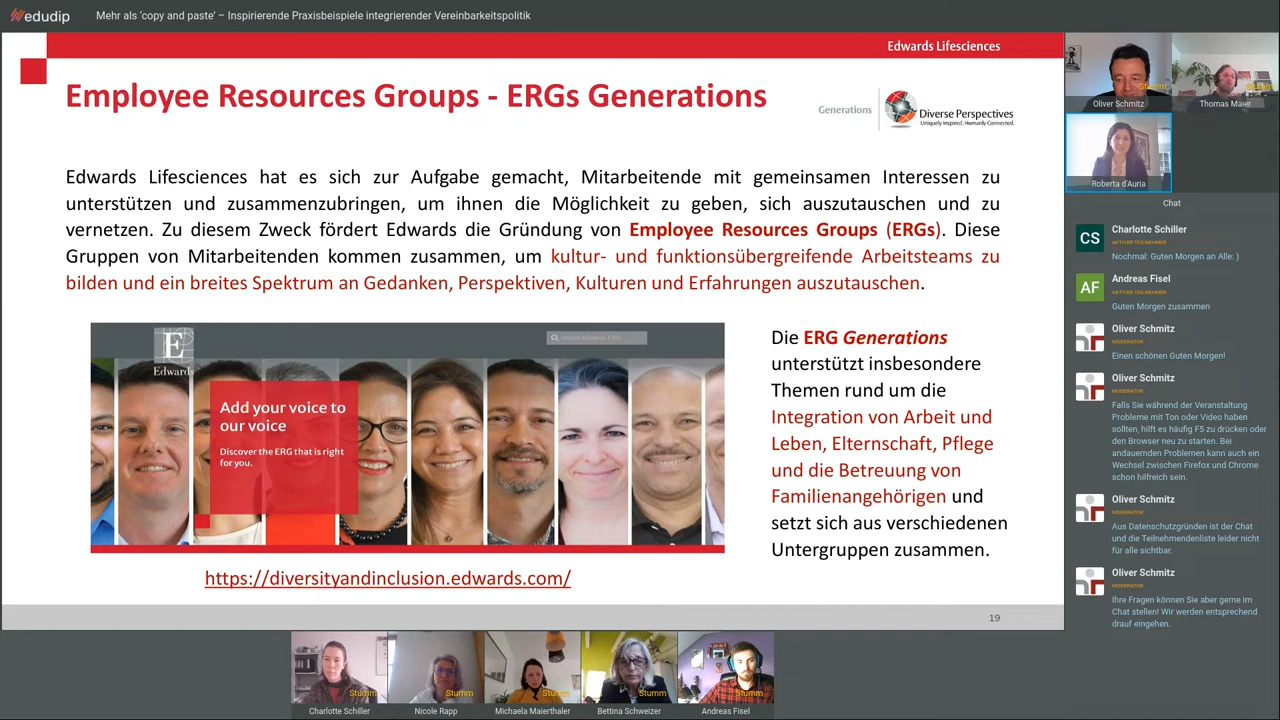 edudip
Mehr als ‘copy and paste’ – Inspirierende Praxisbeispiele integrierender Vereinbarkeitspolitik
Edwards Lifesciences
Employee Resources Groups - ERGs Generations
Generations
Diverse Perspectives
Uniquely Inspired. Humanly Connected.
Edwards Lifesciences hat es sich zur Aufgabe gemacht, Mitarbeitende mit gemeinsamen Interessen zu
unterstützen und zusammenzubringen, um ihnen die Möglichkeit zu geben, sich auszutauschen und zu
vernetzen. Zu diesem Zweck fördert Edwards die Gründung von Employee Resources Groups (ERGs). Diese
Gruppen von Mitarbeitenden kommen zusammen, um kultur- und funktionsübergreifende Arbeitsteams zu
bilden und ein breites Spektrum an Gedanken, Perspektiven, Kulturen und Erfahrungen auszutauschen.
E
Edwards
Add your voice to
our voice
Discover the ERG that is right
for you.
Die ERG Generations
unterstützt insbesondere
Themen rund um die
Integration von Arbeit und
Leben, Elternschaft, Pflege
und die Betreuung von
Familienangehörigen und
setzt sich aus verschiedenen
Untergruppen zusammen.
https://diversityandinclusion.edwards.com/
19
Stumm
Oliver Schmitz
Stumm
Thomas Maier
Roberta d'Auria
Chat
CS
Charlotte Schiller
AKTIVER TEILNEHMER
Nochmal: Guten Morgen an Alle: )
AF
Andreas Fisel
AKTIVER TEILNEHMER
Guten Morgen zusammen
Oliver Schmitz
MODERATOR
Einen schönen Guten Morgen!
Oliver Schmitz
MODERATOR
Falls Sie während der Veranstaltung
Probleme mit Ton oder Video haben
sollten, hilft es häufig F5 zu drücken oder
den Browser neu zu starten. Bei
andauernden Problemen kann auch ein
Wechsel zwischen Firefox und Chrome
schon hilfreich sein.
Oliver Schmitz
MODERATOR
Aus Datenschutzgründen ist der Chat
und die Teilnehmendenliste leider nicht
für alle sichtbar.
Oliver Schmitz
MODERATOR
Ihre Fragen können Sie aber gerne im
Chat stellen! Wir werden entsprechend
drauf eingehen.
Stumm
Charlotte Schiller
Stumm
Nicole Rapp
Stumm
Michaela Maierthaler
Stumm
Bettina Schweizer
Stumm
Andreas Fisel